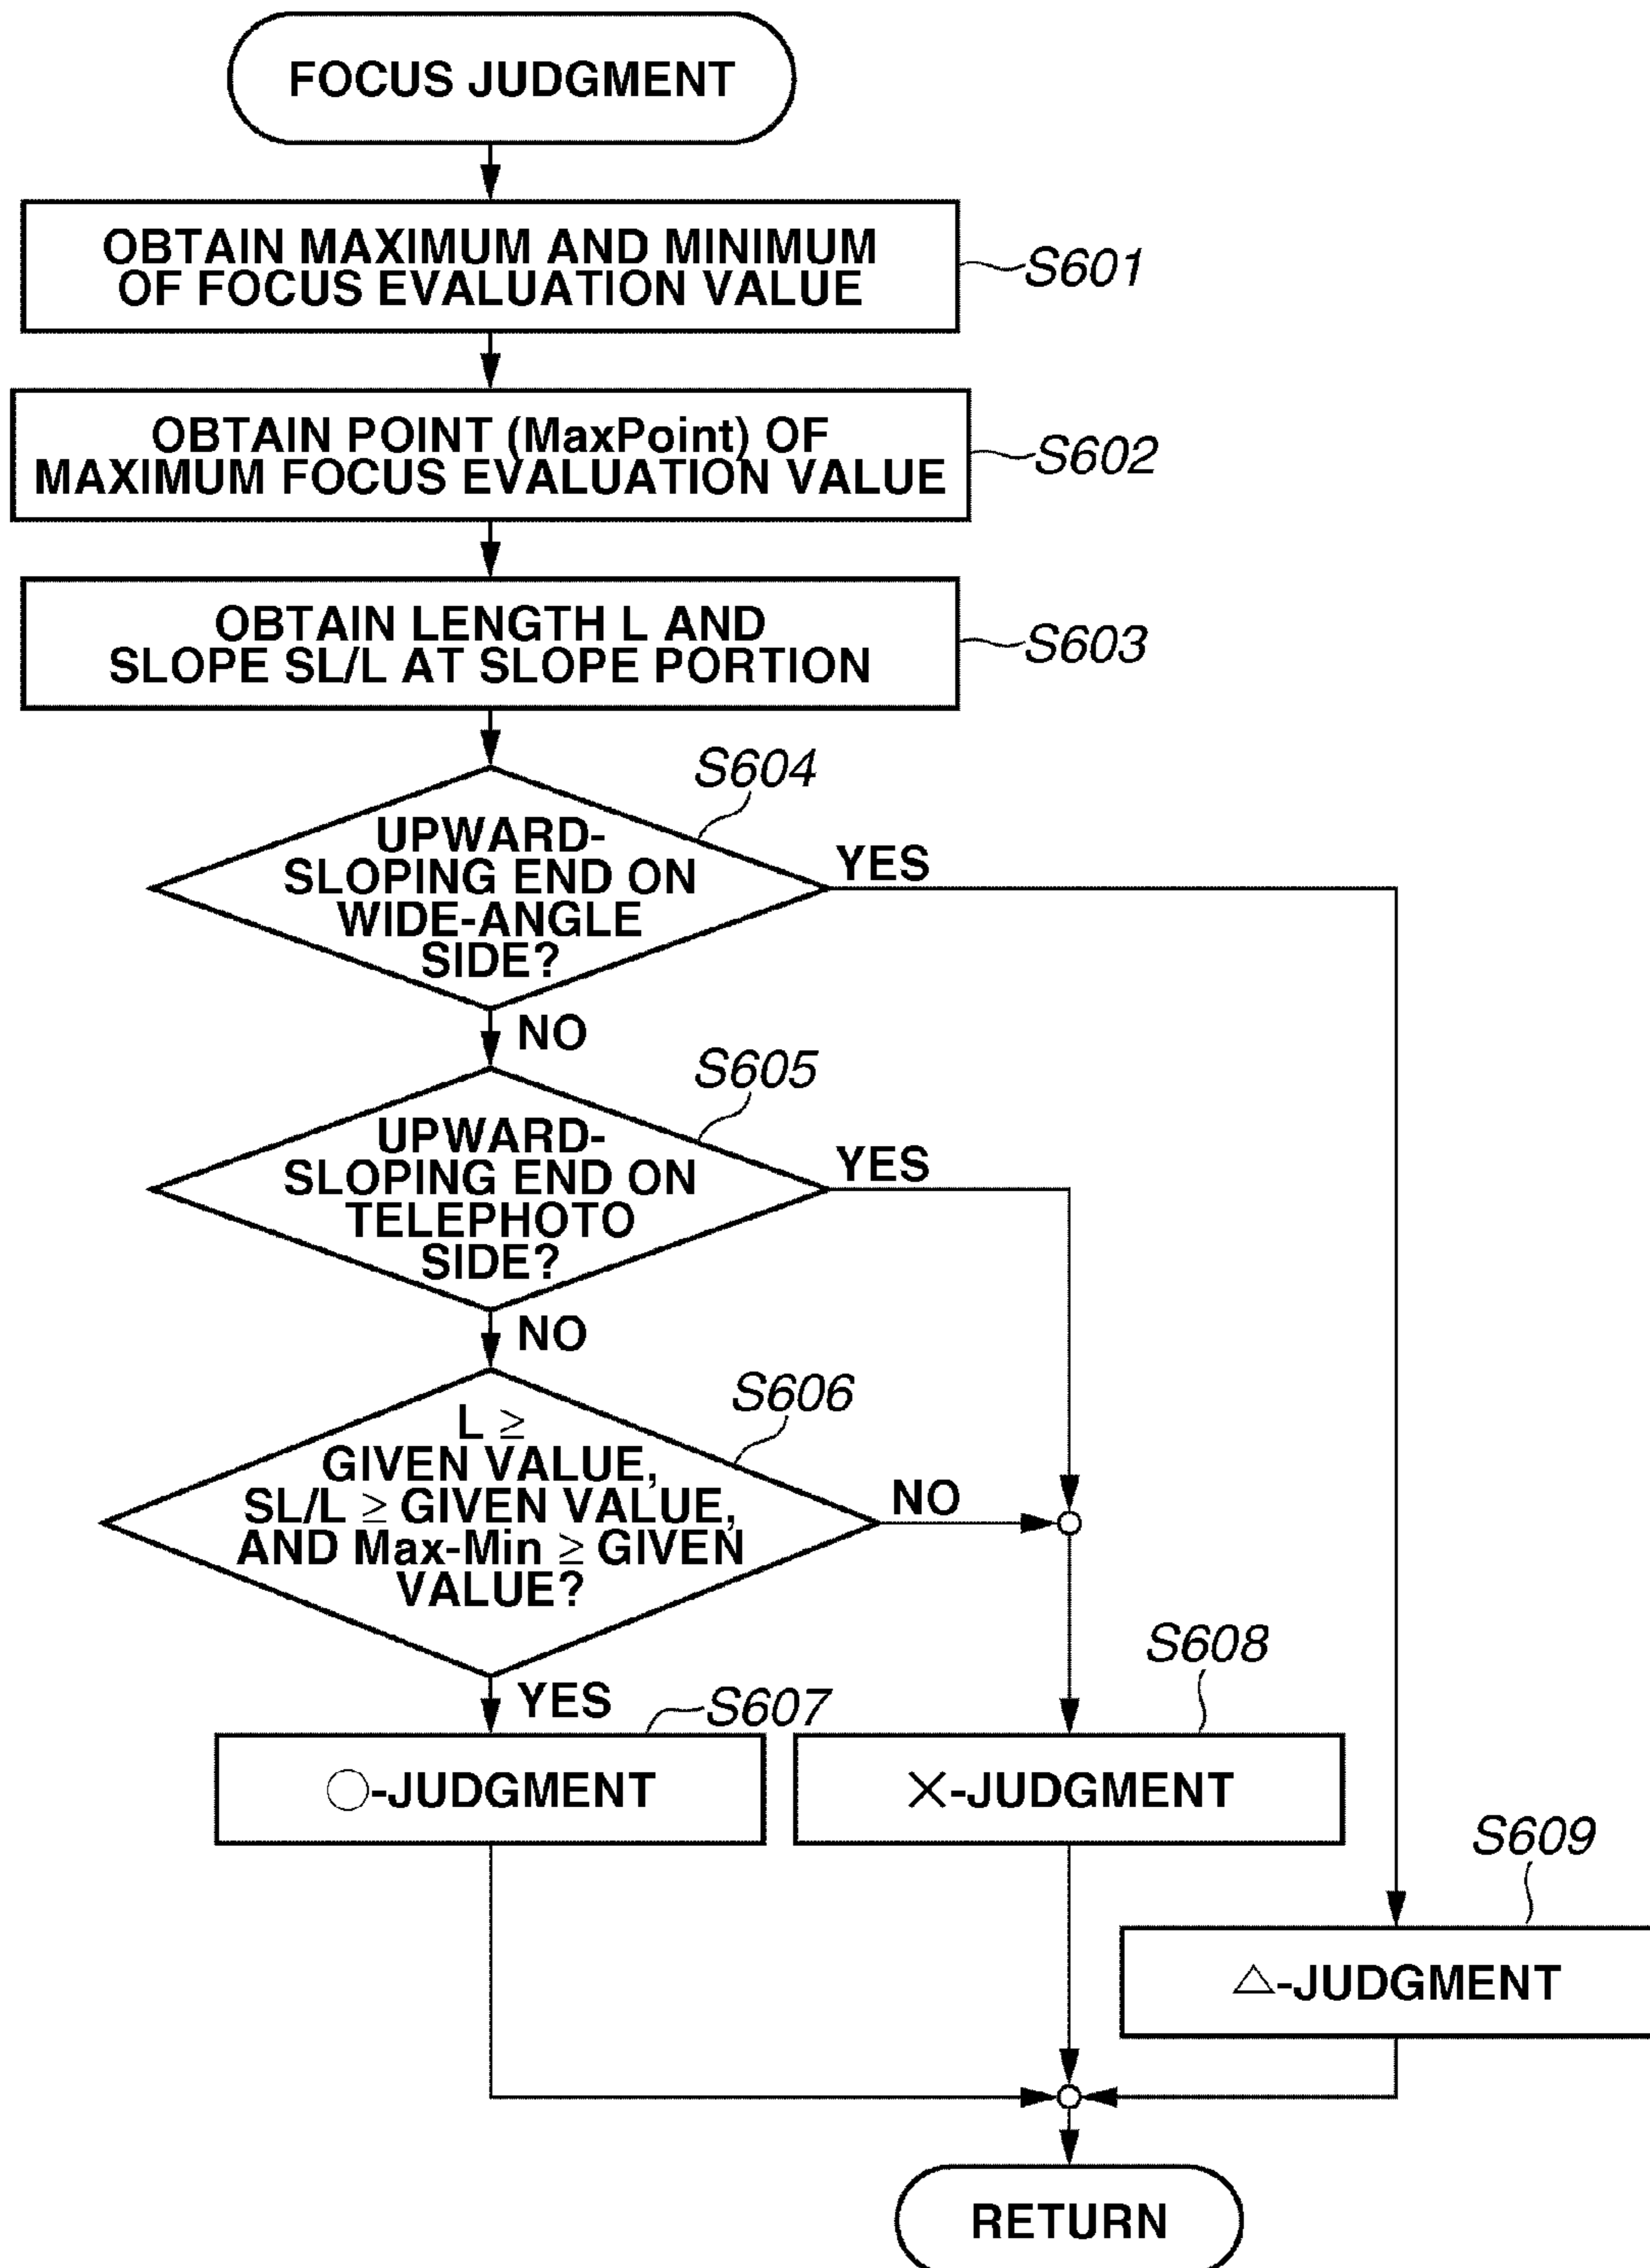 FOCUS JUDGMENT
OBTAIN MAXIMUM AND MINIMUM
OF FOCUS EVALUATION VALUE
S601
OBTAIN POINT (MaxPoint) OF
MAXIMUM FOCUS EVALUATION VALUE
S602
OBTAIN LENGTH L AND
SLOPE SL/L AT SLOPE PORTION
S603
S604
UPWARD-
SLOPING END ON
WIDE-ANGLE
SIDE?
YES
NO
S605
UPWARD-
SLOPING END ON
TELEPHOTO
SIDE?
YES
NO
S606
L ≧
GIVEN VALUE,
SL/L ≧ GIVEN VALUE,
AND Max-Min ≧ GIVEN
VALUE?
NO
YES
S607
○-JUDGMENT
S608
×-JUDGMENT
S609
△-JUDGMENT
RETURN